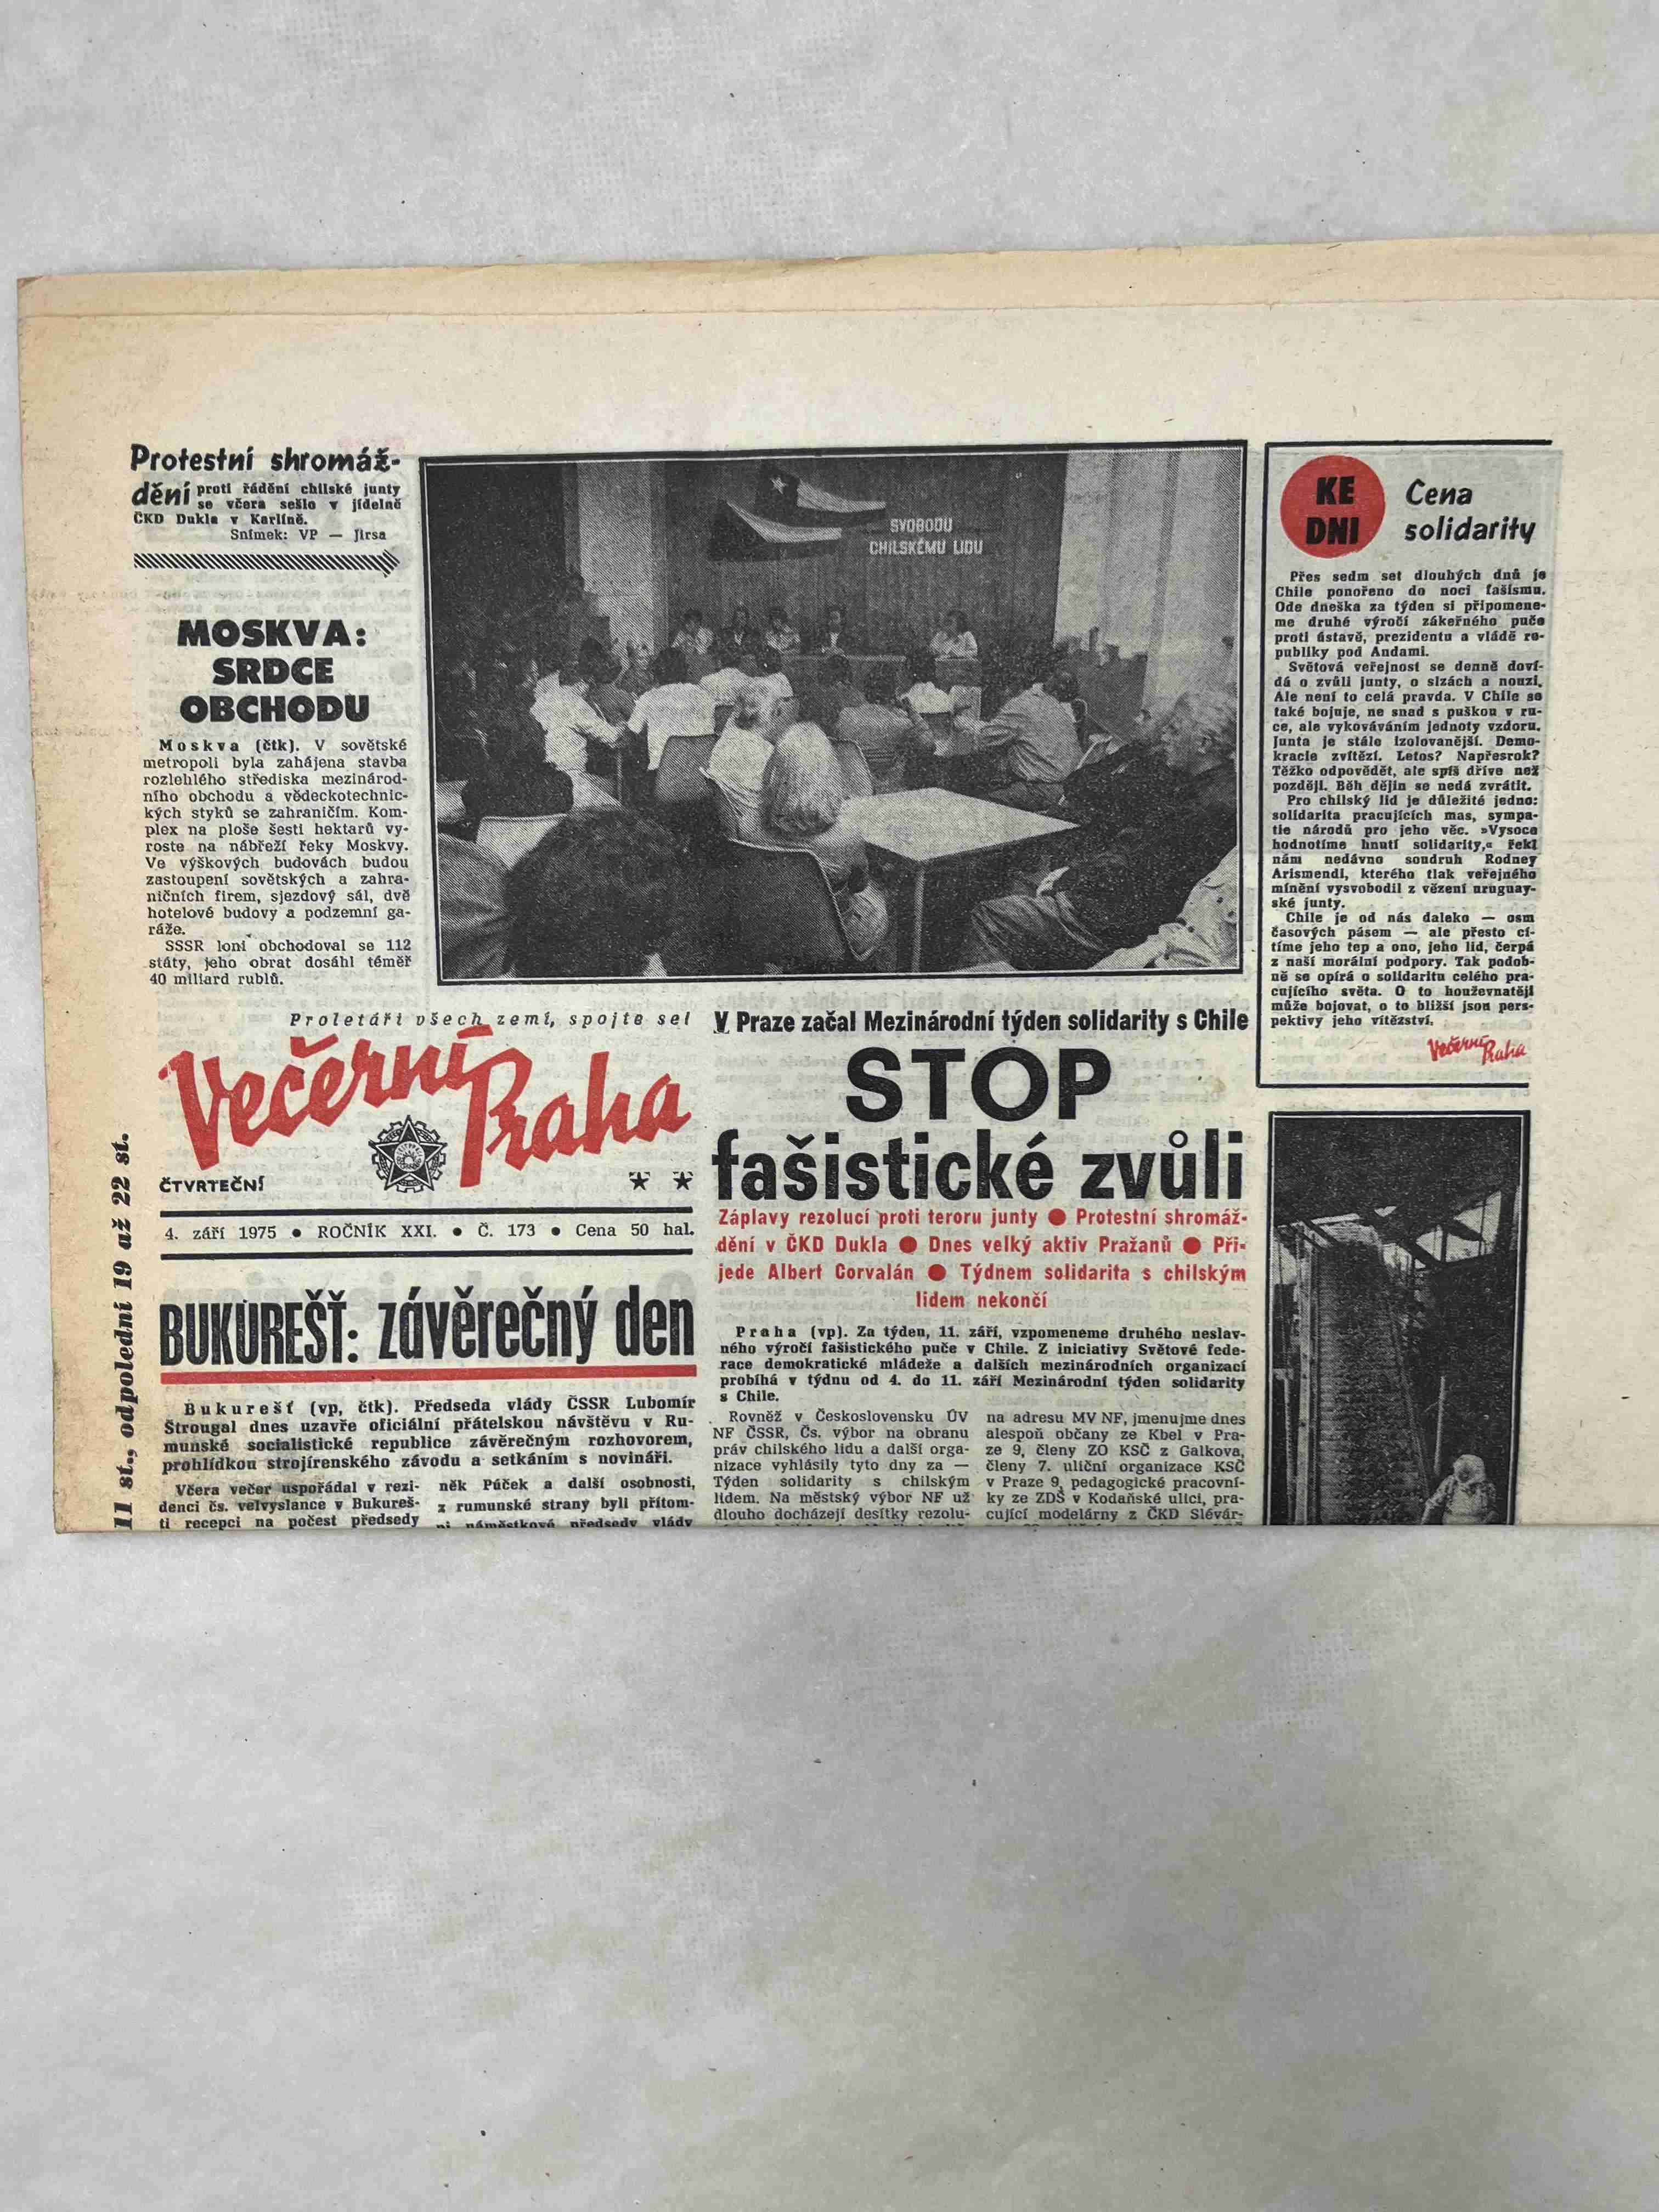 Protestní shromáž-
dění proti řádění chilské junty
se včera sešlo v jídelně
ČKD Dukla v Karlíně.
Snímek: VP — Jirsa
MOSKVA:
SRDCE
OBCHODU
Moskva (čtk). V sovětské
metropoli byla zahájena stavba
rozlehlého střediska mezinárod-
ního obchodu a vědeckotechnic-
kých styků se zahraničím. Kom-
plex na ploše šesti hektarů vy-
roste na nábřeží řeky Moskvy.
Ve výškových budovách budou
zastoupení sovětských a zahra-
ničních firem, sjezdový sál, dvě
hotelové budovy a podzemní ga-
ráže.
SSSR loni obchodoval se 112
státy, jeho obrat dosáhl téměř
40 miliard rublů.
SVOBODU
CHILSKÉMU LIDU
KE
DNI
Cena
solidarity
Přes sedm set dlouhých dnů je
Chile ponořeno do noci fašismu.
Ode dneška za týden si připomene-
me druhé výročí zákeřného puče
proti ústavě, prezidentu a vládě re-
publiky pod Andami.
Světová veřejnost se denně doví-
dá o zvůli junty, o slzách a nouzi.
Ale není to celá pravda. V Chile se
také bojuje, ne snad s puškou v ru-
ce, ale vykováváním jednoty vzdoru.
Junta je stále izolovanější. Demo-
kracie zvítězí. Letos? Napřesrok?
Těžko odpovědět, ale spíš dříve než
později. Běh dějin se nedá zvrátit.
Pro chilský lid je důležité jedno:
solidarita pracujících mas, sympa-
tie národů pro jeho věc. »Vysoce
hodnotíme hnutí solidarity,« řekl
nám nedávno soudruh Rodney
Arismendi, kterého tlak veřejného
mínění vysvobodil z vězení uruguay-
ské junty.
Chile je od nás daleko — osm
časových pásem — ale přesto cí-
tíme jeho tep a ono, jeho lid, čerpá
z naší morální podpory. Tak podob-
ně se opírá o solidaritu celého pra-
cujícího světa. O to houževnatěji
může bojovat, o to bližší jsou pers-
pektivy jeho vítězství.
Večerní Praha
Proletáři všech zemí, spojte se!
Večerní
Praha
ČTVRTEČNÍ
4. září 1975 ● ROČNÍK XXI. ● Č. 173 ● Cena 50 hal.
11 st., odpolední 19 až 22 st.
BUKUREŠŤ: závěrečný den
Bukurešť (vp, čtk). Předseda vlády ČSSR Lubomír
Štrougal dnes uzavře oficiální přátelskou návštěvu v Ru-
munské socialistické republice závěrečným rozhovorem,
prohlídkou strojírenského závodu a setkáním s novináři.
Včera večer uspořádal v rezi-
denci čs. velvyslance v Bukureš-
ti recepci na počest předsedy
něk Púček a další osobnosti,
z rumunské strany byli přítom-
ni náměstkové předsedy vlády
V Praze začal Mezinárodní týden solidarity s Chile
STOP
fašistické zvůli
Záplavy rezolucí proti teroru junty ● Protestní shromáž-
dění v ČKD Dukla ● Dnes velký aktiv Pražanů ● Při-
jede Albert Corvalán ● Týdnem solidarita s chilským
lidem nekončí
Praha (vp). Za týden, 11. září, vzpomeneme druhého neslav-
ného výročí fašistického puče v Chile. Z iniciativy Světové fede-
race demokratické mládeže a dalších mezinárodních organizací
probíhá v týdnu od 4. do 11. září Mezinárodní týden solidarity
s Chile.
Rovněž v Československu ÚV
NF ČSSR, Čs. výbor na obranu
práv chilského lidu a další orga-
nizace vyhlásily tyto dny za —
Týden solidarity s chilským
lidem. Na městský výbor NF už
dlouho docházejí desítky rezolu-
na adresu MV NF, jmenujme dnes
alespoň občany ze Kbel v Pra-
ze 9, členy ZO KSČ z Galkova,
členy 7. uliční organizace KSČ
v Praze 9, pedagogické pracovní-
ky ze ZDŠ v Kodaňské ulici, pra-
cující modelárny z ČKD Slévár-